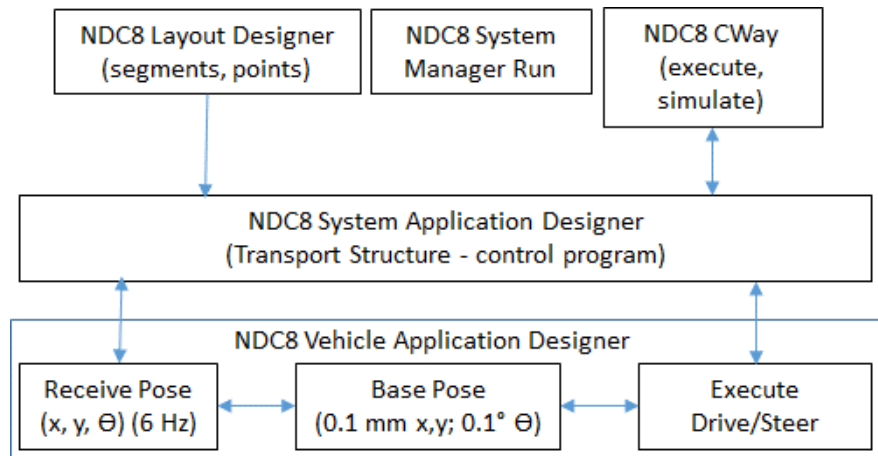 NDC8 Layout Designer
(segments, points)
NDC8 System
Manager Run
NDC8 CWay
(execute,
simulate)
NDC8 System Application Designer
(Transport Structure - control program)
NDC8 Vehicle Application Designer
Receive Pose
(x, y, Ɵ) (6 Hz)
Base Pose
(0.1 mm x,y; 0.1° Ɵ)
Execute
Drive/Steer